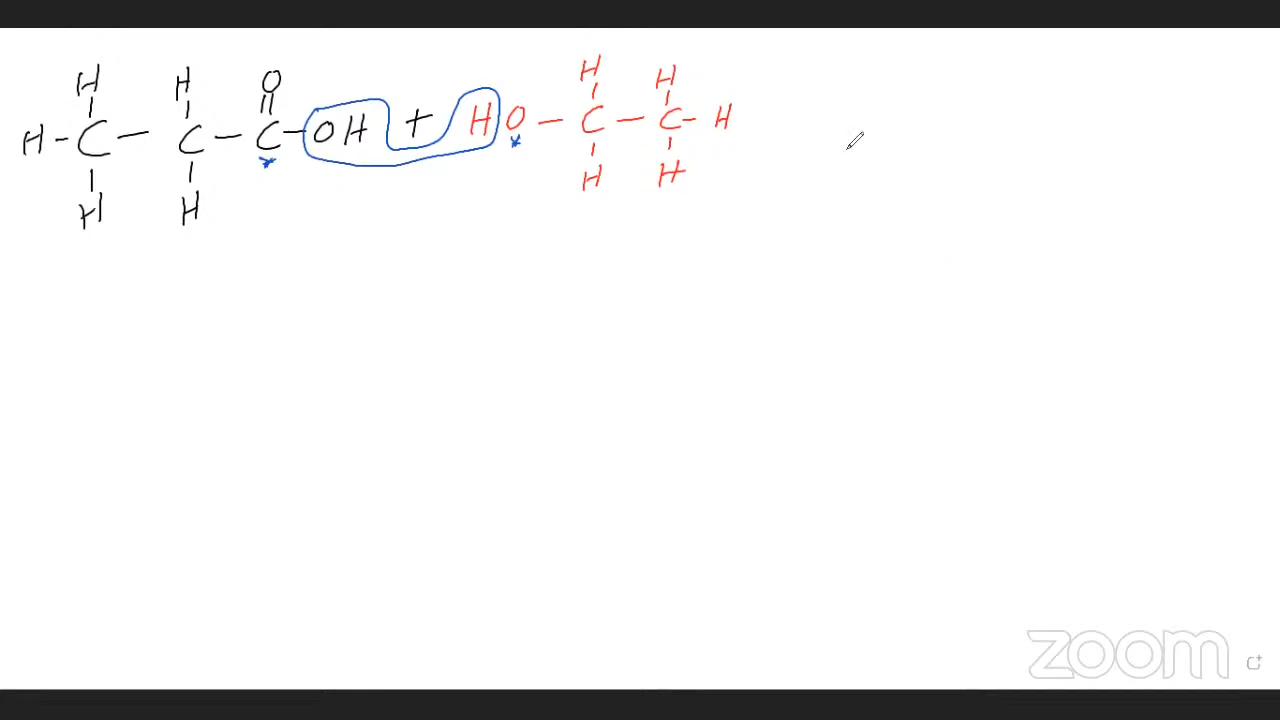 H H O H H
|| 
H - C - C - C - OH + HO - C - C - H
H H H H
zoom